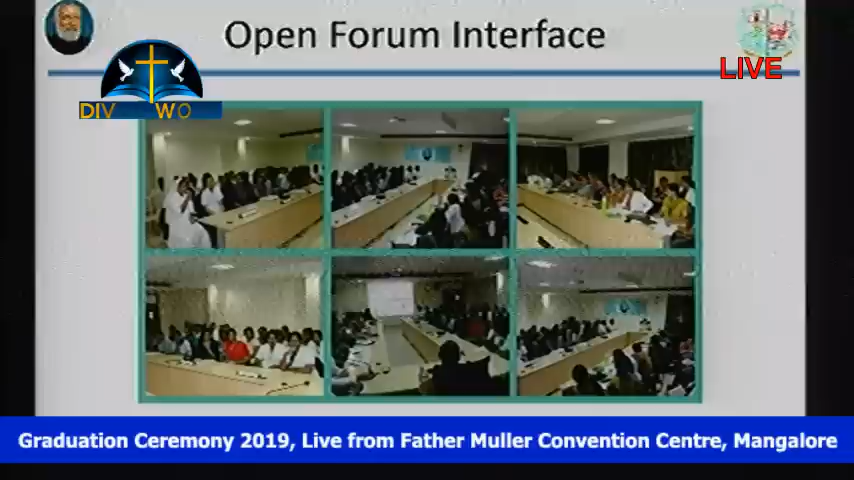 Open Forum Interface
LIVE
DIV WO
Graduation Ceremony 2019, Live from Father Muller Convention Centre, Mangalore